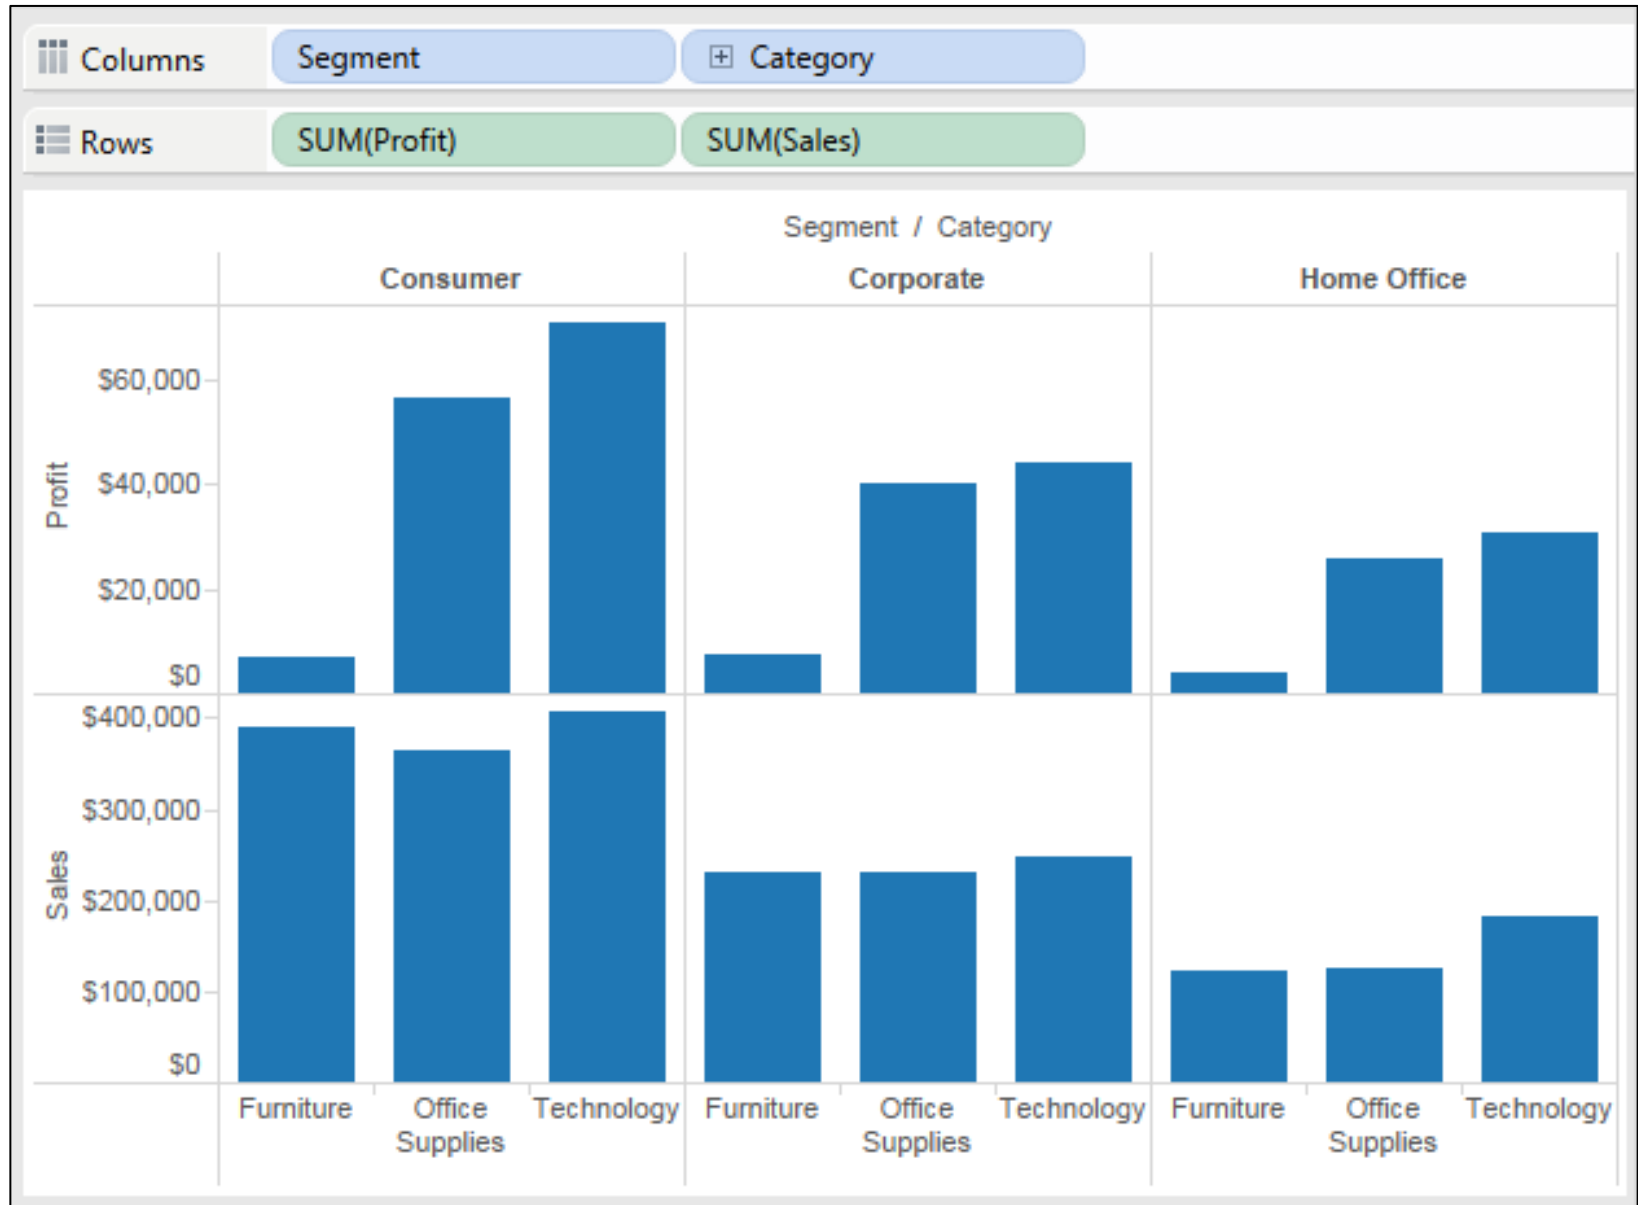 Columns Segment Category
Rows SUM(Profit) SUM(Sales)
Segment / Category
Consumer Corporate Home Office
Profit
$60,000
$40,000
$20,000
$0
Sales
$400,000
$300,000
$200,000
$100,000
$0
Furniture Office Supplies Technology Furniture Office Supplies Technology Furniture Office Supplies Technology